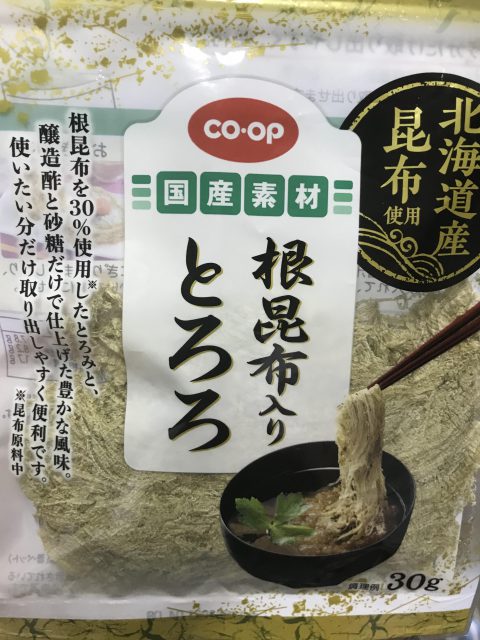 CO·OP
国産素材
根昆布入り
とろろ
北海道産
昆布
使用
根昆布を30%使用した※とろみと、
醸造酢と砂糖だけで仕上げた豊かな風味。
使いたい分だけ取り出しやすく便利です。
※昆布原料中
調理例
30g